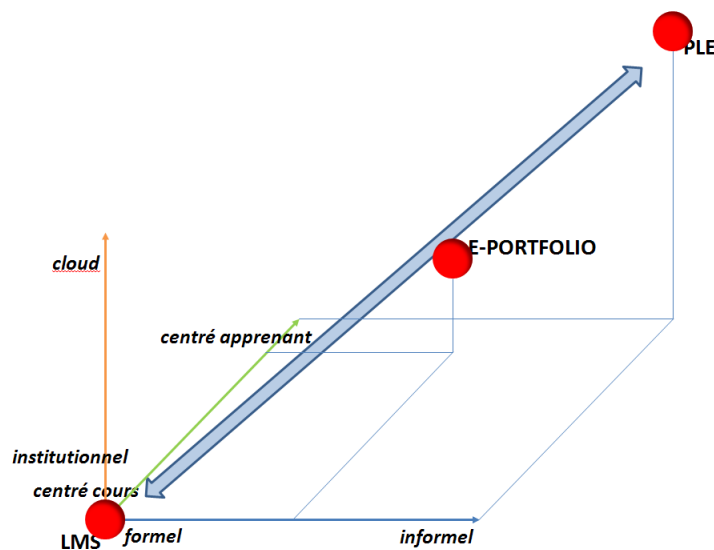 PLE
E-PORTFOLIO
cloud
centré apprenant
institutionnel
centré cours
LMS
formel
informel